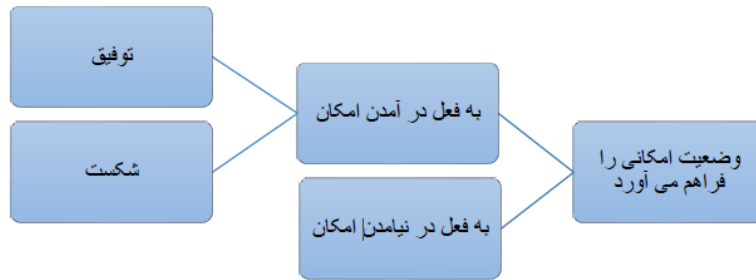 وضعیت امکانی را
فراهم می آورد
به فعل در آمدن امکان
به فعل در نیامدن امکان
توفیق
شکست